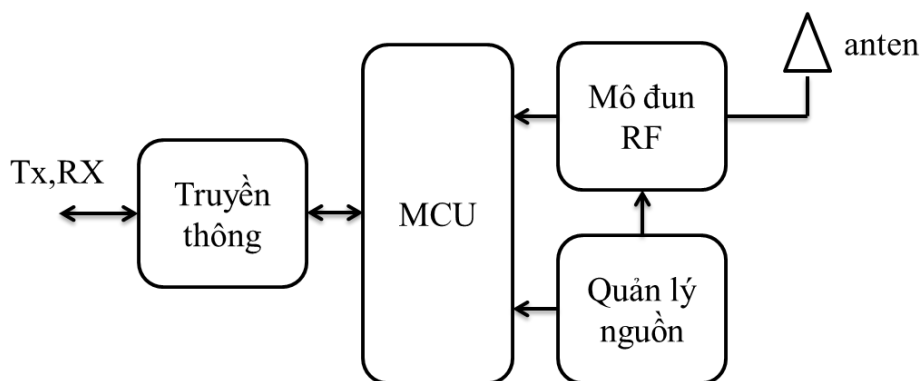 anten
Mô đun
RF
Tx,RX
Truyền
thông
MCU
Quản lý
nguồn